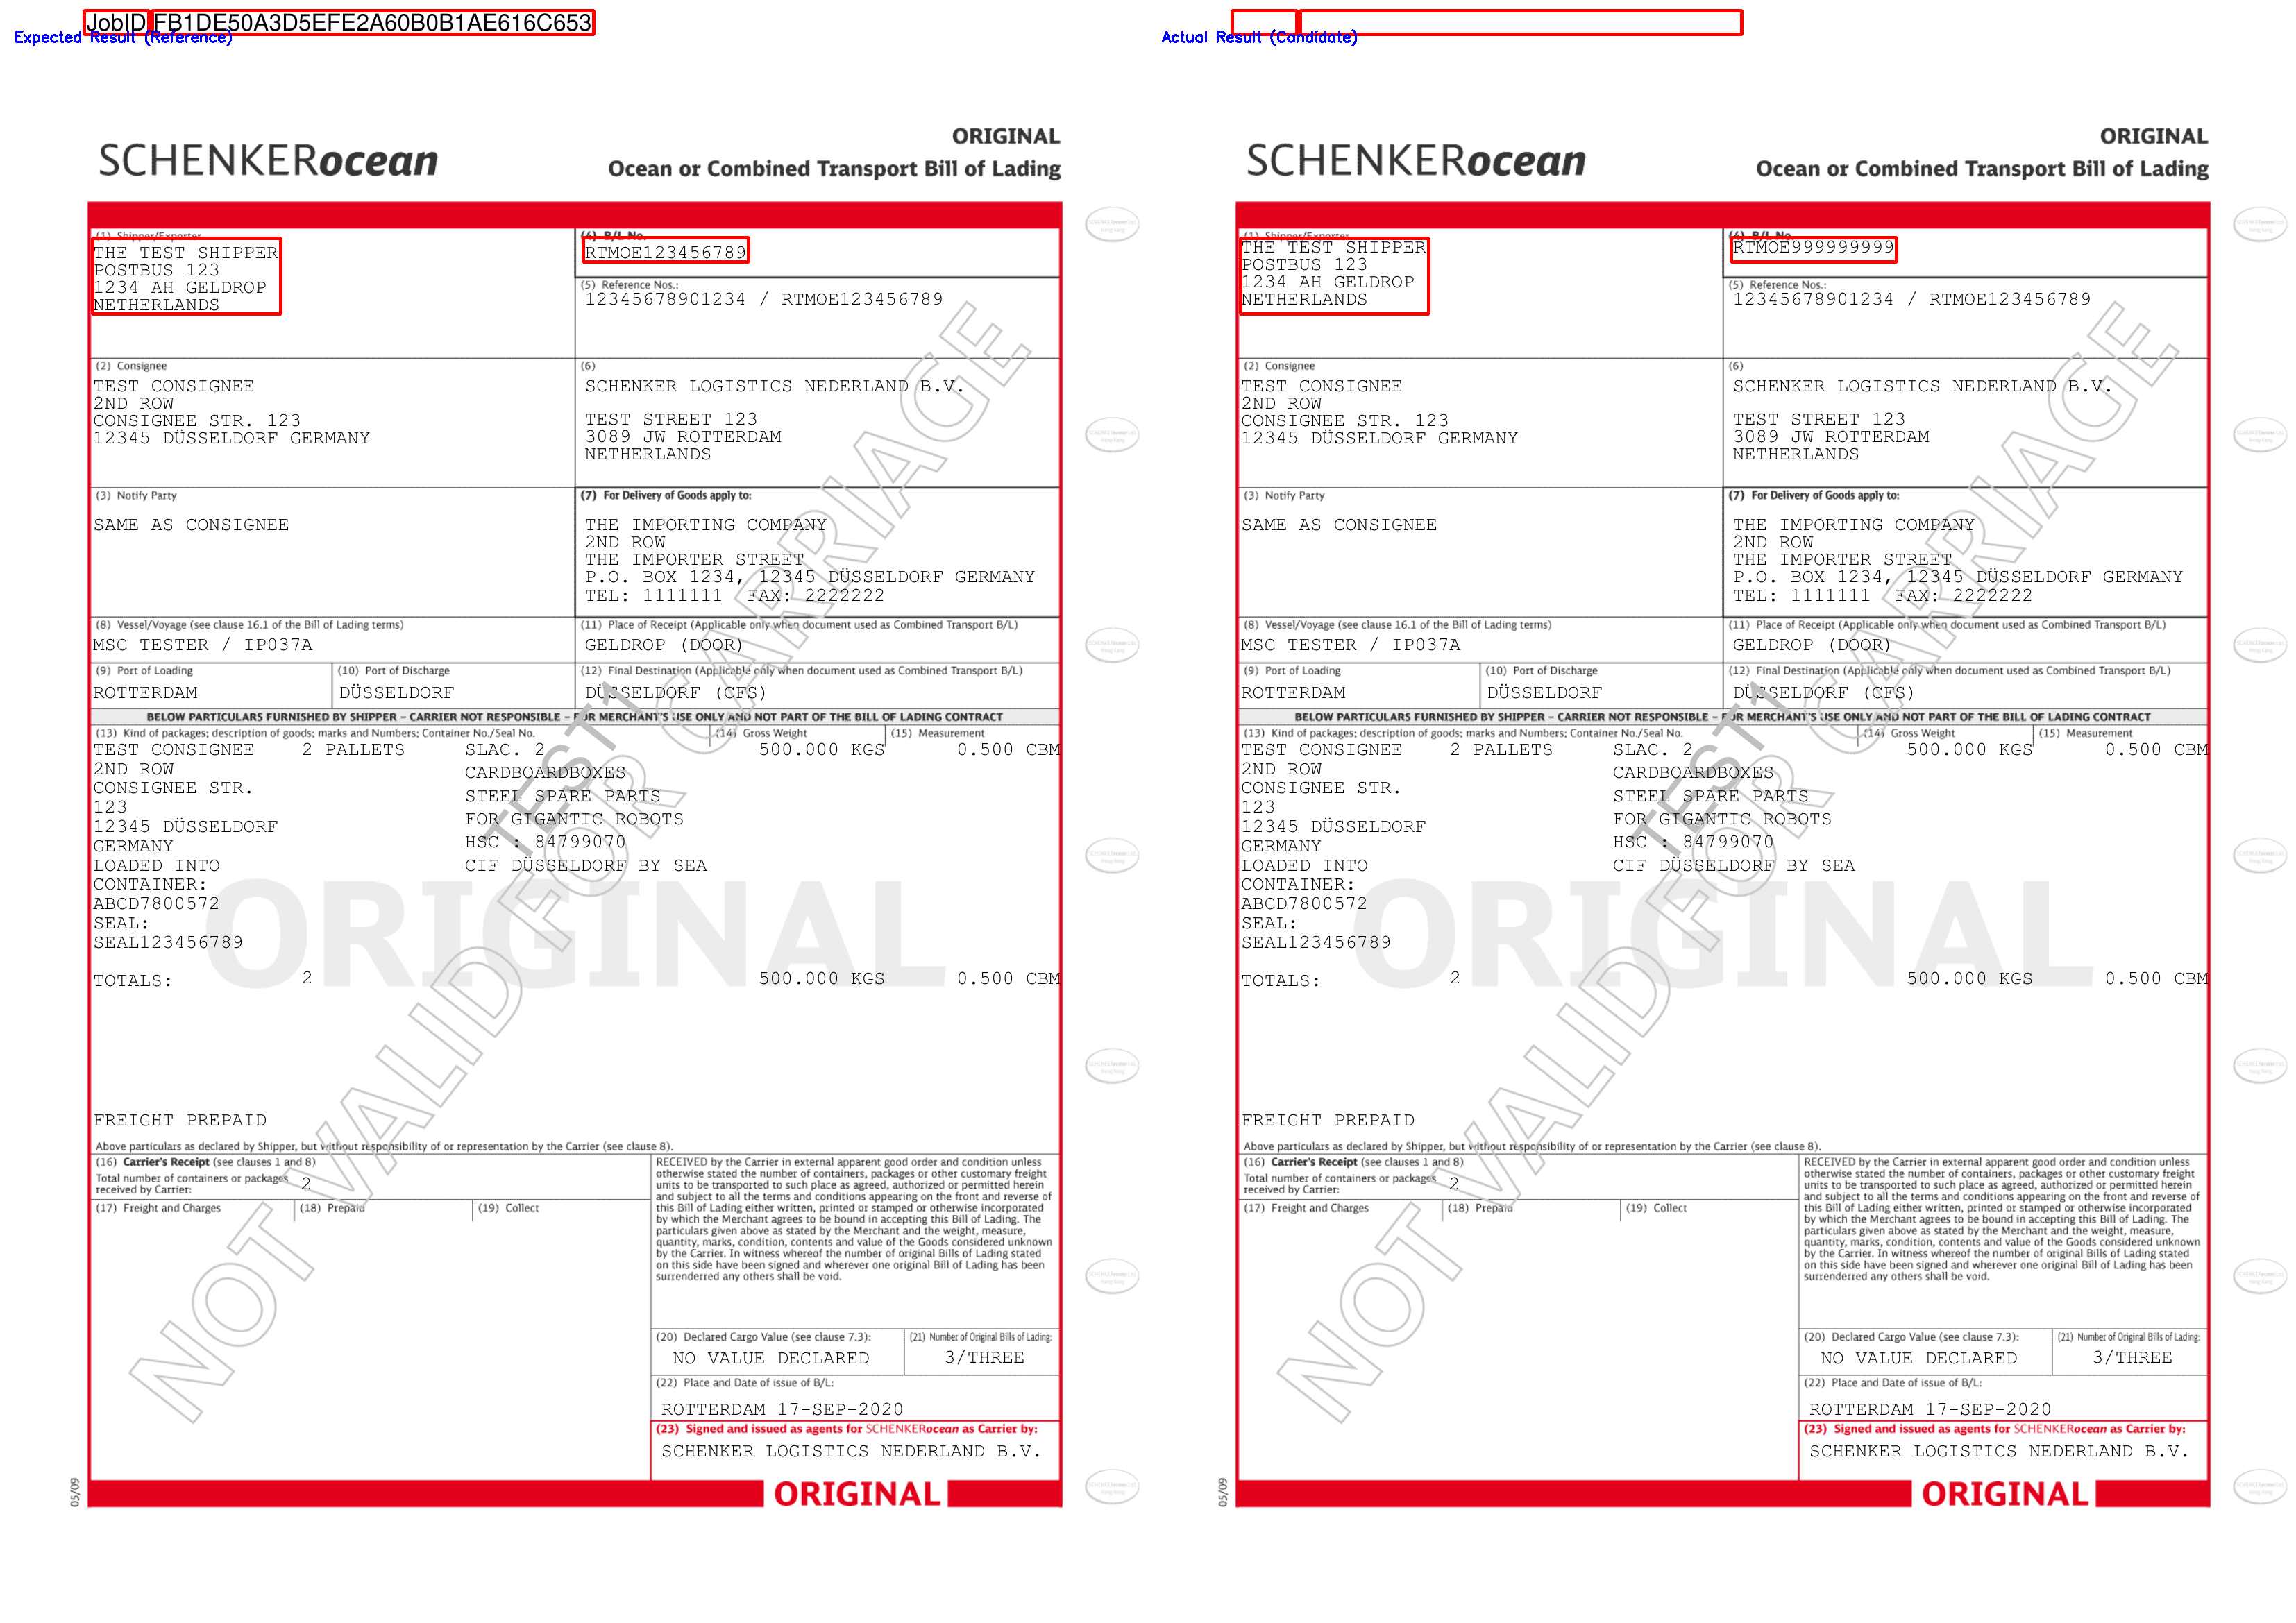 JobID FB1DE50A3D5EFE2A60B0B1AE616C653
Expected Result (Reference)
ORIGINAL
SCHENKERocean
Ocean or Combined Transport Bill of Lading
(1) Shipper/Exporter
THE TEST SHIPPER
POSTBUS 123
1234 AH GELDROP
NETHERLANDS
(4) B/L No.
RTMOE123456789
(5) Reference Nos.:
12345678901234 / RTMOE123456789
(2) Consignee
TEST CONSIGNEE
2ND ROW
CONSIGNEE STR. 123
12345 DÜSSELDORF GERMANY
(6)
SCHENKER LOGISTICS NEDERLAND B.V.
TEST STREET 123
3089 JW ROTTERDAM
NETHERLANDS
(3) Notify Party
SAME AS CONSIGNEE
(7) For Delivery of Goods apply to:
THE IMPORTING COMPANY
2ND ROW
THE IMPORTER STREET
P.O. BOX 1234, 12345 DÜSSELDORF GERMANY
TEL: 1111111 FAX: 2222222
(8) Vessel/Voyage (see clause 16.1 of the Bill of Lading terms)
MSC TESTER / IP037A
(11) Place of Receipt (Applicable only when document used as Combined Transport B/L)
GELDROP (DOOR)
(9) Port of Loading
ROTTERDAM
(10) Port of Discharge
DÜSSELDORF
(12) Final Destination (Applicable only when document used as Combined Transport B/L)
DÜSSELDORF (CFS)
BELOW PARTICULARS FURNISHED BY SHIPPER – CARRIER NOT RESPONSIBLE – FOR MERCHANT'S USE ONLY AND NOT PART OF THE BILL OF LADING CONTRACT
(13) Kind of packages; description of goods; marks and Numbers; Container No./Seal No.
(14) Gross Weight
(15) Measurement
TEST CONSIGNEE 2 PALLETS SLAC. 2 500.000 KGS 0.500 CBM
2ND ROW
CONSIGNEE STR.
123
12345 DÜSSELDORF
GERMANY
LOADED INTO
CONTAINER:
ABCD7800572
SEAL:
SEAL123456789
CARDBOARDBOXES
STEEL SPARE PARTS
FOR GIGANTIC ROBOTS
HSC : 84799070
CIF DÜSSELDORF BY SEA
TOTALS: 2 500.000 KGS 0.500 CBM
TEST1
NOT VALID FOR CARRIAGE
ORIGINAL
FREIGHT PREPAID
Above particulars as declared by Shipper, but without responsibility of or representation by the Carrier (see clause 8).
(16) Carrier's Receipt (see clauses 1 and 8)
Total number of containers or packages
received by Carrier: 2
(17) Freight and Charges
(18) Prepaid
(19) Collect
RECEIVED by the Carrier in external apparent good order and condition unless
otherwise stated the number of containers, packages or other customary freight
units to be transported to such place as agreed, authorized or permitted herein
and subject to all the terms and conditions appearing on the front and reverse of
this Bill of Lading either written, printed or stamped or otherwise incorporated
by which the Merchant agrees to be bound in accepting this Bill of Lading. The
particulars given above as stated by the Merchant and the weight, measure,
quantity, marks, condition, contents and value of the Goods considered unknown
by the Carrier. In witness whereof the number of original Bills of Lading stated
on this side have been signed and wherever one original Bill of Lading has been
surrenderred any others shall be void.
(20) Declared Cargo Value (see clause 7.3):
NO VALUE DECLARED
(21) Number of Original Bills of Lading:
3/THREE
(22) Place and Date of issue of B/L:
ROTTERDAM 17-SEP-2020
(23) Signed and issued as agents for SCHENKERocean as Carrier by:
SCHENKER LOGISTICS NEDERLAND B.V.
05/09
ORIGINAL
Actual Result (Candidate)
ORIGINAL
SCHENKERocean
Ocean or Combined Transport Bill of Lading
(1) Shipper/Exporter
THE TEST SHIPPER
POSTBUS 123
1234 AH GELDROP
NETHERLANDS
(4) B/L No.
RTMOE999999999
(5) Reference Nos.:
12345678901234 / RTMOE123456789
(2) Consignee
TEST CONSIGNEE
2ND ROW
CONSIGNEE STR. 123
12345 DÜSSELDORF GERMANY
(6)
SCHENKER LOGISTICS NEDERLAND B.V.
TEST STREET 123
3089 JW ROTTERDAM
NETHERLANDS
(3) Notify Party
SAME AS CONSIGNEE
(7) For Delivery of Goods apply to:
THE IMPORTING COMPANY
2ND ROW
THE IMPORTER STREET
P.O. BOX 1234, 12345 DÜSSELDORF GERMANY
TEL: 1111111 FAX: 2222222
(8) Vessel/Voyage (see clause 16.1 of the Bill of Lading terms)
MSC TESTER / IP037A
(11) Place of Receipt (Applicable only when document used as Combined Transport B/L)
GELDROP (DOOR)
(9) Port of Loading
ROTTERDAM
(10) Port of Discharge
DÜSSELDORF
(12) Final Destination (Applicable only when document used as Combined Transport B/L)
DÜSSELDORF (CFS)
BELOW PARTICULARS FURNISHED BY SHIPPER – CARRIER NOT RESPONSIBLE – FOR MERCHANT'S USE ONLY AND NOT PART OF THE BILL OF LADING CONTRACT
(13) Kind of packages; description of goods; marks and Numbers; Container No./Seal No.
(14) Gross Weight
(15) Measurement
TEST CONSIGNEE 2 PALLETS SLAC. 2 500.000 KGS 0.500 CBM
2ND ROW
CONSIGNEE STR.
123
12345 DÜSSELDORF
GERMANY
LOADED INTO
CONTAINER:
ABCD7800572
SEAL:
SEAL123456789
CARDBOARDBOXES
STEEL SPARE PARTS
FOR GIGANTIC ROBOTS
HSC : 84799070
CIF DÜSSELDORF BY SEA
TOTALS: 2 500.000 KGS 0.500 CBM
TEST1
NOT VALID FOR CARRIAGE
ORIGINAL
FREIGHT PREPAID
Above particulars as declared by Shipper, but without responsibility of or representation by the Carrier (see clause 8).
(16) Carrier's Receipt (see clauses 1 and 8)
Total number of containers or packages
received by Carrier: 2
(17) Freight and Charges
(18) Prepaid
(19) Collect
RECEIVED by the Carrier in external apparent good order and condition unless
otherwise stated the number of containers, packages or other customary freight
units to be transported to such place as agreed, authorized or permitted herein
and subject to all the terms and conditions appearing on the front and reverse of
this Bill of Lading either written, printed or stamped or otherwise incorporated
by which the Merchant agrees to be bound in accepting this Bill of Lading. The
particulars given above as stated by the Merchant and the weight, measure,
quantity, marks, condition, contents and value of the Goods considered unknown
by the Carrier. In witness whereof the number of original Bills of Lading stated
on this side have been signed and wherever one original Bill of Lading has been
surrenderred any others shall be void.
(20) Declared Cargo Value (see clause 7.3):
NO VALUE DECLARED
(21) Number of Original Bills of Lading:
3/THREE
(22) Place and Date of issue of B/L:
ROTTERDAM 17-SEP-2020
(23) Signed and issued as agents for SCHENKERocean as Carrier by:
SCHENKER LOGISTICS NEDERLAND B.V.
05/09
ORIGINAL